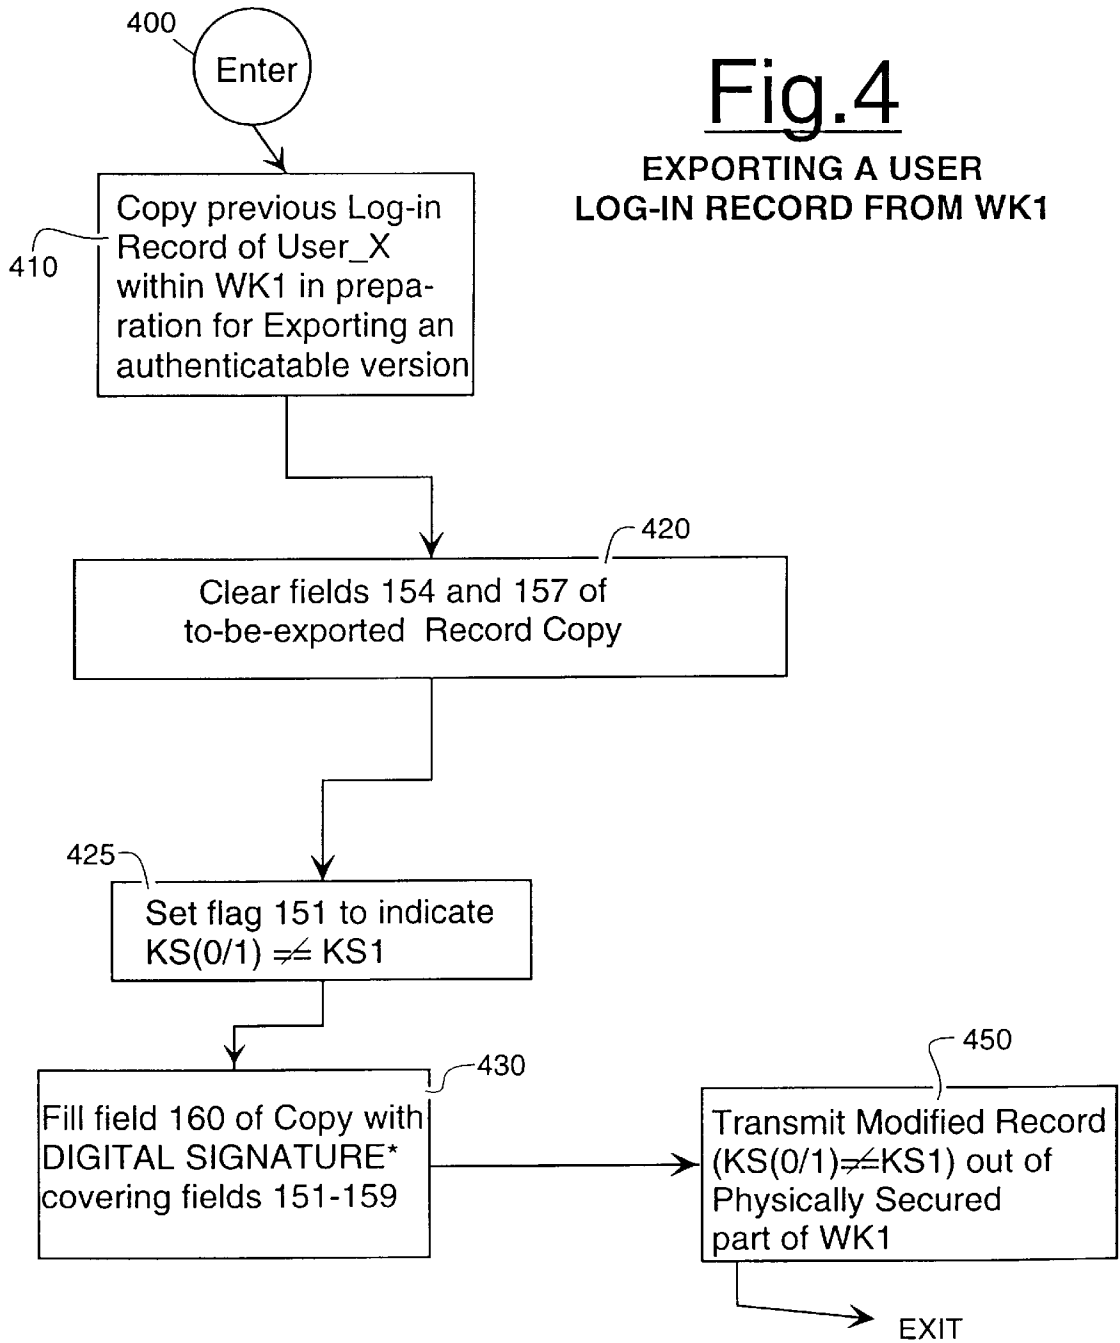 400
Enter
Fig.4
EXPORTING A USER
LOG-IN RECORD FROM WK1
410
Copy previous Log-in
Record of User_X
within WK1 in prepa-
ration for Exporting an
authenticatable version
420
Clear fields 154 and 157 of
to-be-exported Record Copy
425
Set flag 151 to indicate
KS(0/1) ≠ KS1
430
Fill field 160 of Copy with
DIGITAL SIGNATURE*
covering fields 151-159
450
Transmit Modified Record
(KS(0/1)≠KS1) out of
Physically Secured
part of WK1
EXIT